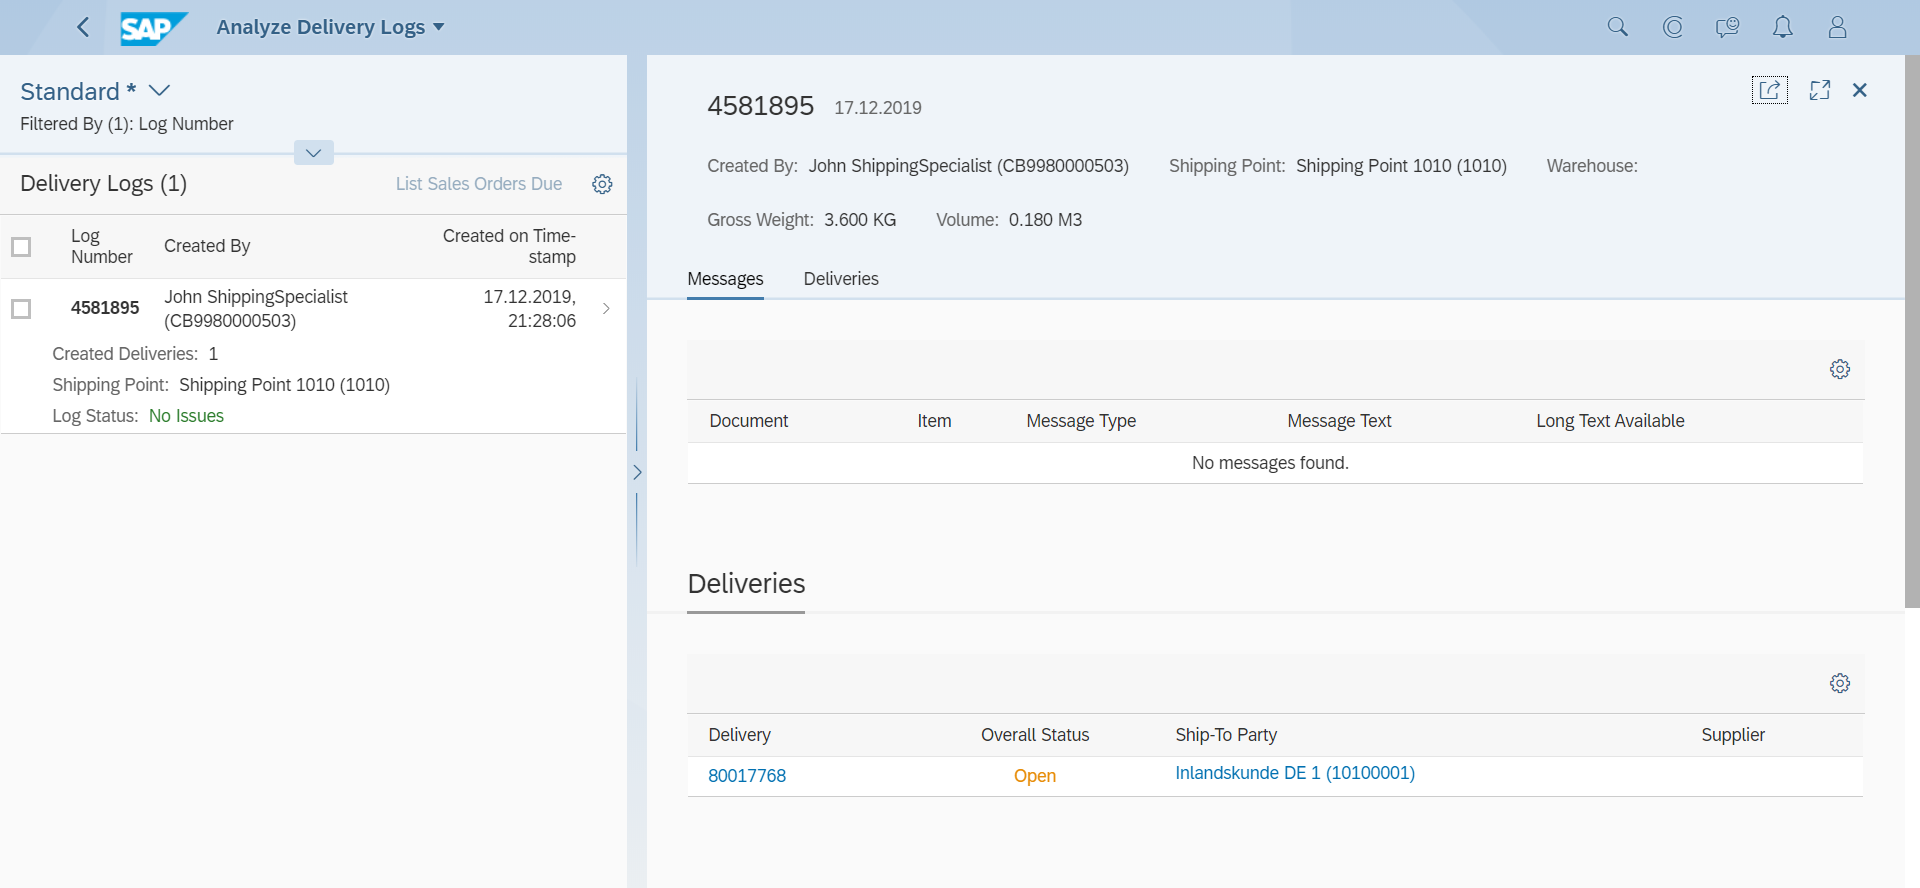 SAP Analyze Delivery Logs
Standard *
Filtered By (1): Log Number
Delivery Logs (1) List Sales Orders Due
Log Number Created By Created on Time-
stamp
4581895 John ShippingSpecialist (CB9980000503) 17.12.2019,
21:28:06
Created Deliveries: 1
Shipping Point: Shipping Point 1010 (1010)
Log Status: No Issues
4581895 17.12.2019
Created By: John ShippingSpecialist (CB9980000503) Shipping Point: Shipping Point 1010 (1010) Warehouse:
Gross Weight: 3.600 KG Volume: 0.180 M3
Messages Deliveries
Document Item Message Type Message Text Long Text Available
No messages found.
Deliveries
Delivery Overall Status Ship-To Party Supplier
80017768 Open Inlandskunde DE 1 (10100001)